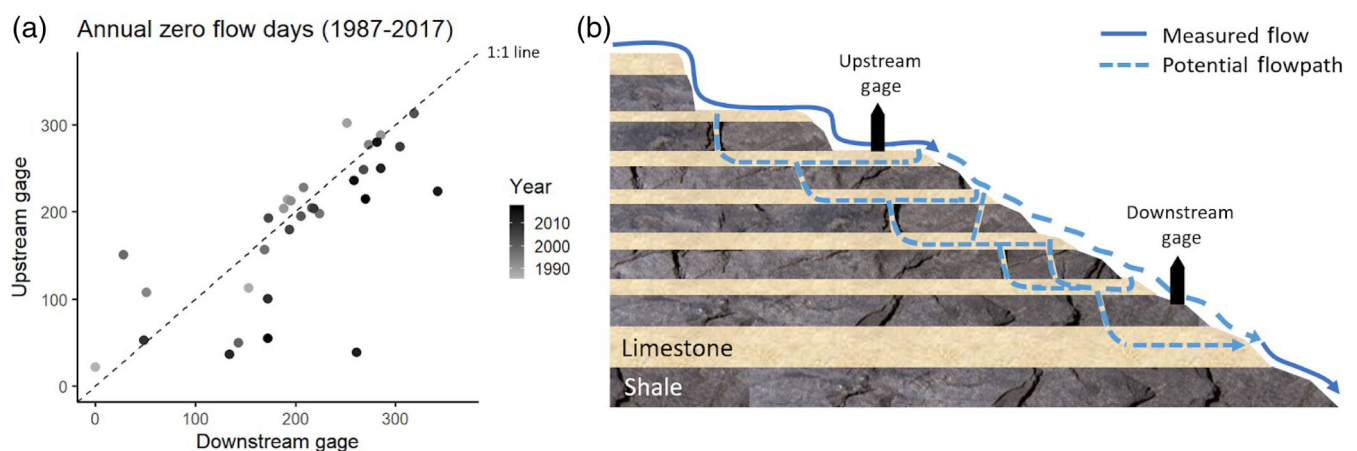 (a)
Annual zero flow days (1987-2017)
1:1 line
Upstream gage
300
200
100
0
0 100 200 300
Downstream gage
Year
2010
2000
1990
(b)
Measured flow
Potential flowpath
Upstream
gage
Downstream
gage
Limestone
Shale